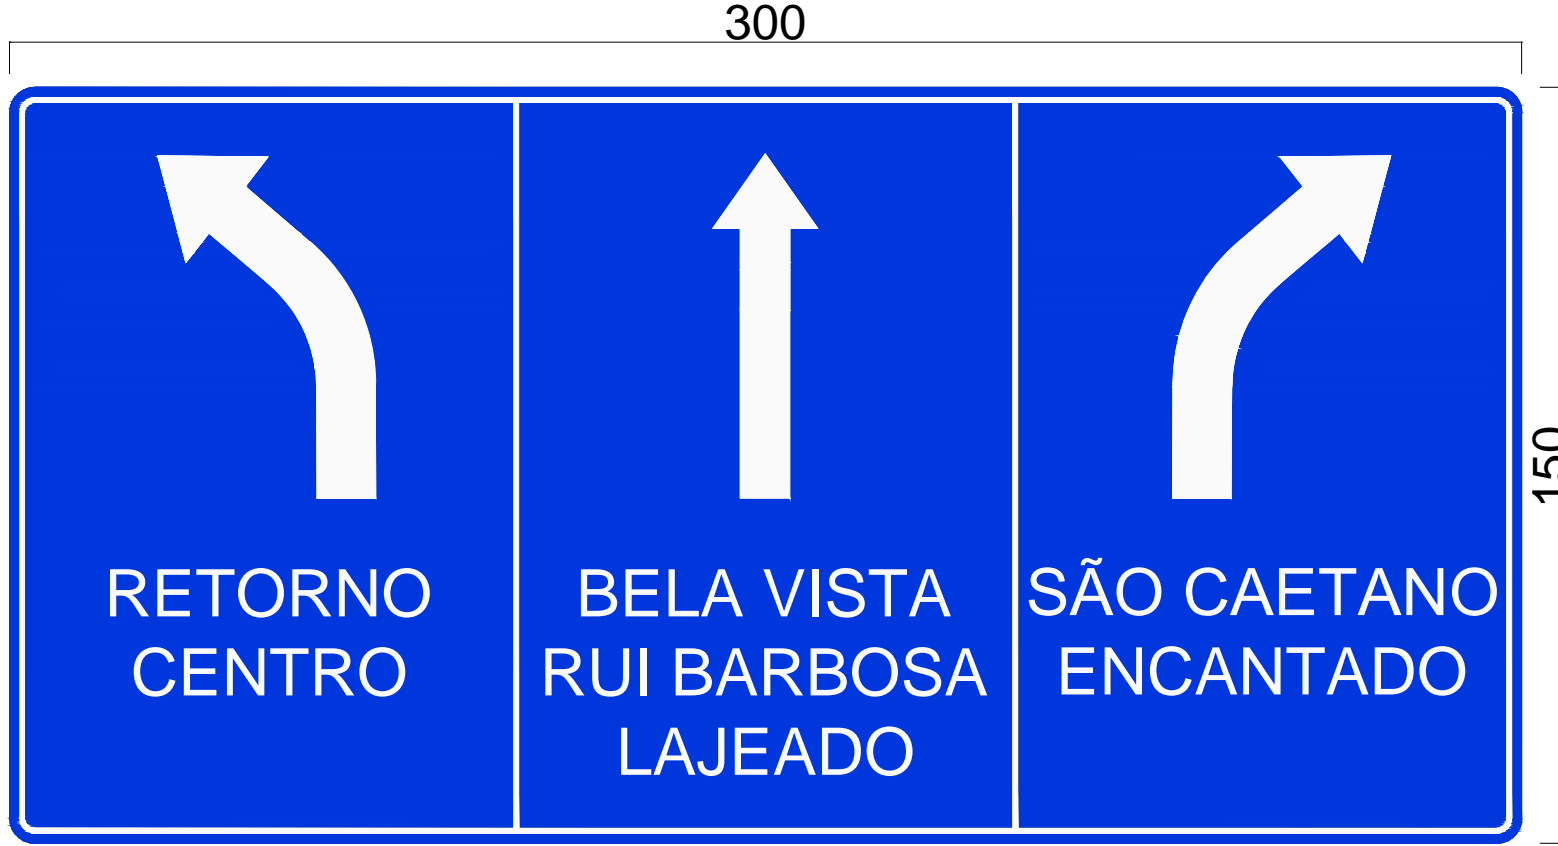 300
RETORNO
CENTRO
BELA VISTA
RUI BARBOSA
LAJEADO
SÃO CAETANO
ENCANTADO
150